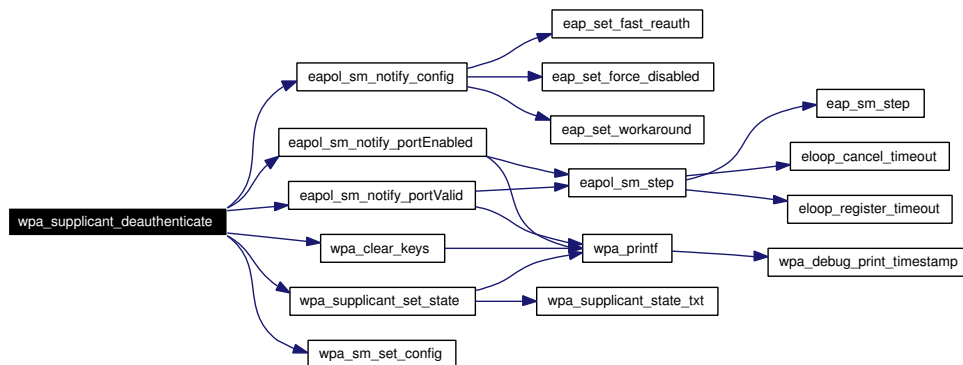 eap_set_fast_reauth
eapol_sm_notify_config
eap_set_force_disabled
eap_sm_step
eap_set_workaround
eapol_sm_notify_portEnabled
eloop_cancel_timeout
eapol_sm_step
eapol_sm_notify_portValid
eloop_register_timeout
wpa_supplicant_deauthenticate
wpa_clear_keys
wpa_printf
wpa_debug_print_timestamp
wpa_supplicant_set_state
wpa_supplicant_state_txt
wpa_sm_set_config